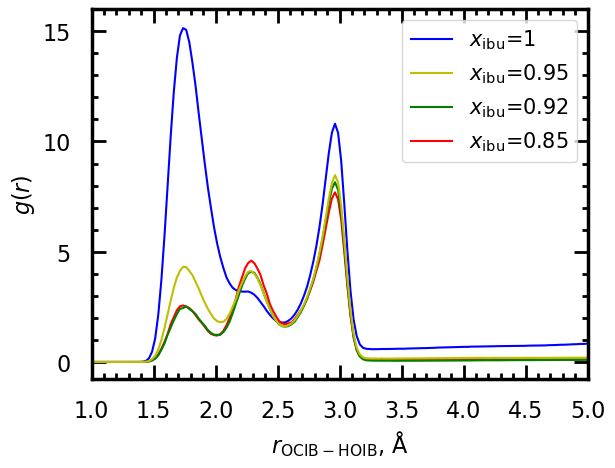 15
10
5
0
g(r)
x_ibu=1
x_ibu=0.95
x_ibu=0.92
x_ibu=0.85
1.0 1.5 2.0 2.5 3.0 3.5 4.0 4.5 5.0
r_OCIB−HOIB, Å